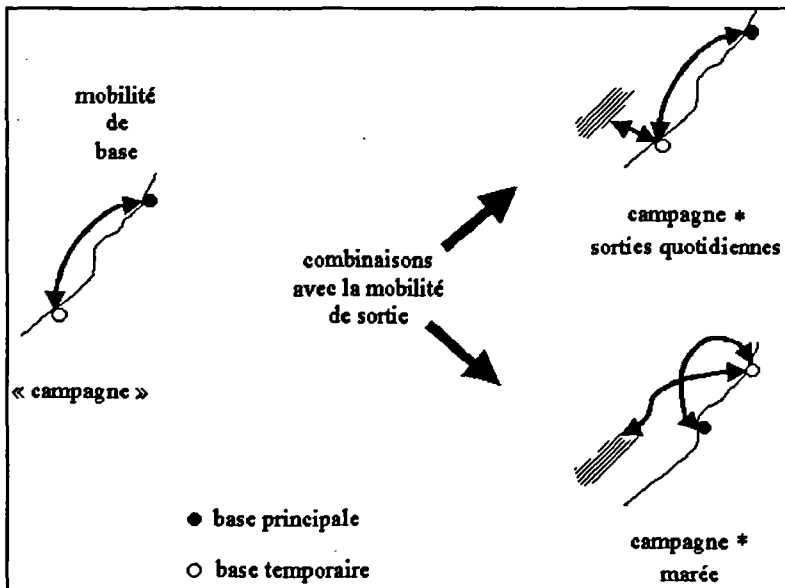 mobilité
de
base
« campagne »
combinaisons
avec la mobilité
de sortie
campagne *
sorties quotidiennes
campagne *
marée
base principale
base temporaire